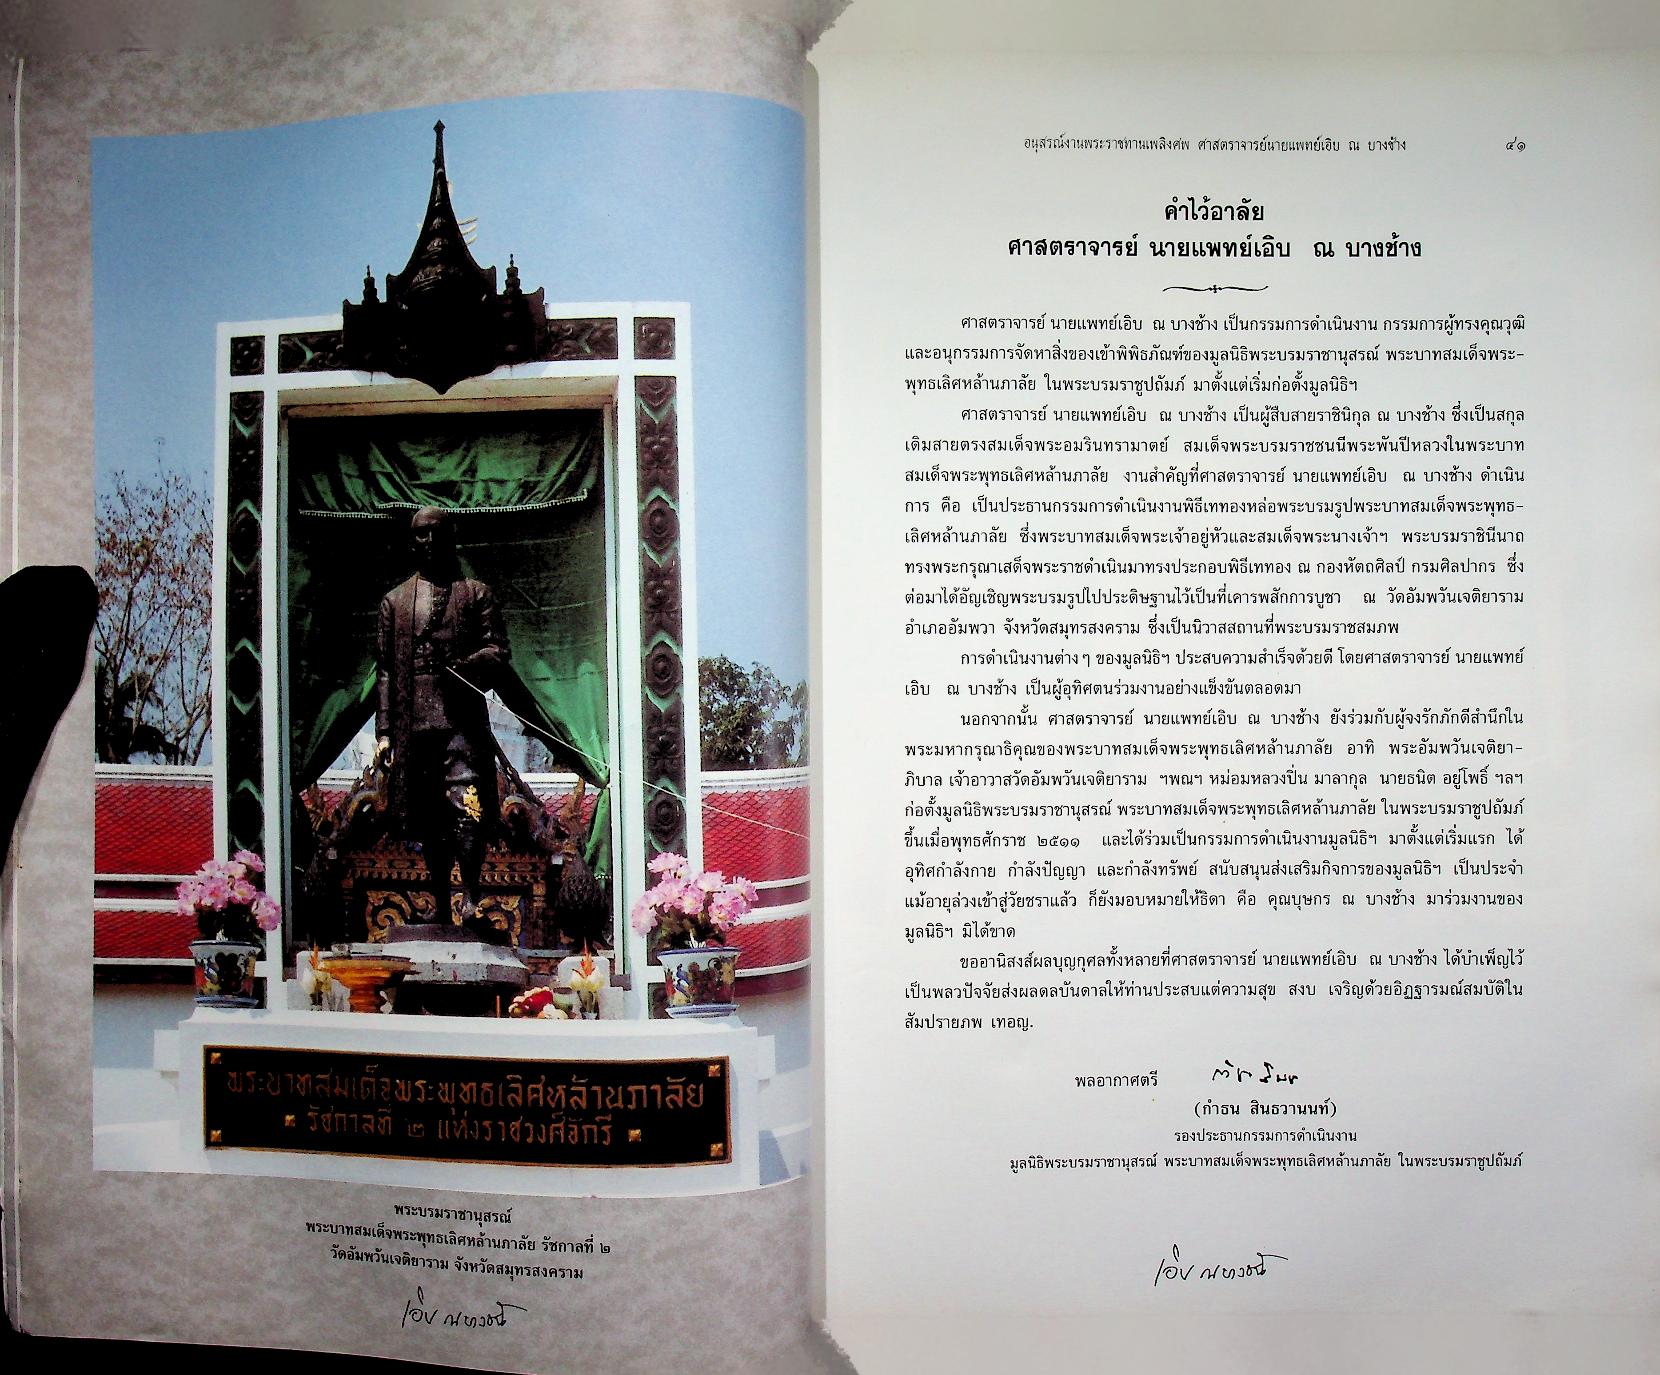 พระบาทสมเด็จพระพุทธเลิศหล้านภาลัย
รัชกาลที่ ๒ แห่งราชวงศ์จักรี
พระบรมราชานุสรณ์
พระบาทสมเด็จพระพุทธเลิศหล้านภาลัย รัชกาลที่ ๒
วัดอัมพวันเจติยาราม จังหวัดสมุทรสงคราม
เอิบ ณ บางช้าง
อนุสรณ์งานพระราชทานเพลิงศพ ศาสตราจารย์นายแพทย์เอิบ ณ บางช้าง ๔๑
คำไว้อาลัย
ศาสตราจารย์ นายแพทย์เอิบ ณ บางช้าง
ศาสตราจารย์ นายแพทย์เอิบ ณ บางช้าง เป็นกรรมการดำเนินงาน กรรมการผู้ทรงคุณวุฒิ
และอนุกรรมการจัดหาสิ่งของเข้าพิพิธภัณฑ์ของมูลนิธิพระบรมราชานุสรณ์ พระบาทสมเด็จพระ-
พุทธเลิศหล้านภาลัย ในพระบรมราชูปถัมภ์ มาตั้งแต่เริ่มก่อตั้งมูลนิธิฯ
ศาสตราจารย์ นายแพทย์เอิบ ณ บางช้าง เป็นผู้สืบสายราชินิกุล ณ บางช้าง ซึ่งเป็นสกุล
เดิมสายตรงสมเด็จพระอมรินทรามาตย์ สมเด็จพระบรมราชชนนีพระพันปีหลวงในพระบาท
สมเด็จพระพุทธเลิศหล้านภาลัย งานสำคัญที่ศาสตราจารย์ นายแพทย์เอิบ ณ บางช้าง ดำเนิน
การ คือ เป็นประธานกรรมการดำเนินงานพิธีเททองหล่อพระบรมรูปพระบาทสมเด็จพระพุทธ-
เลิศหล้านภาลัย ซึ่งพระบาทสมเด็จพระเจ้าอยู่หัวและสมเด็จพระนางเจ้าฯ พระบรมราชินีนาถ
ทรงพระกรุณาเสด็จพระราชดำเนินมาทรงประกอบพิธีเททอง ณ กองหัตถศิลป์ กรมศิลปากร ซึ่ง
ต่อมาได้อัญเชิญพระบรมรูปไปประดิษฐานไว้เป็นที่เคารพสักการบูชา ณ วัดอัมพวันเจติยาราม
อำเภออัมพวา จังหวัดสมุทรสงคราม ซึ่งเป็นนิวาสสถานที่พระบรมราชสมภพ
การดำเนินงานต่าง ๆ ของมูลนิธิฯ ประสบความสำเร็จด้วยดี โดยศาสตราจารย์ นายแพทย์
เอิบ ณ บางช้าง เป็นผู้อุทิศตนร่วมงานอย่างแข็งขันตลอดมา
นอกจากนั้น ศาสตราจารย์ นายแพทย์เอิบ ณ บางช้าง ยังร่วมกับผู้จงรักภักดีสำนึกใน
พระมหากรุณาธิคุณของพระบาทสมเด็จพระพุทธเลิศหล้านภาลัย อาทิ พระอัมพวันเจติยา-
ภิบาล เจ้าอาวาสวัดอัมพวันเจติยาราม ฯพณฯ หม่อมหลวงปิ่น มาลากุล นายธนิต อยู่โพธิ์ ฯลฯ
ก่อตั้งมูลนิธิพระบรมราชานุสรณ์ พระบาทสมเด็จพระพุทธเลิศหล้านภาลัย ในพระบรมราชูปถัมภ์
ขึ้นเมื่อพุทธศักราช ๒๕๑๑ และได้ร่วมเป็นกรรมการดำเนินงานมูลนิธิฯ มาตั้งแต่เริ่มแรก ได้
อุทิศกำลังกาย กำลังปัญญา และกำลังทรัพย์ สนับสนุนส่งเสริมกิจการของมูลนิธิฯ เป็นประจำ
แม้อายุล่วงเข้าสู่วัยชราแล้ว ก็ยังมอบหมายให้ธิดา คือ คุณบุษกร ณ บางช้าง มาร่วมงานของ
มูลนิธิฯ มิได้ขาด
ขออานิสงส์ผลบุญกุศลทั้งหลายที่ศาสตราจารย์ นายแพทย์เอิบ ณ บางช้าง ได้บำเพ็ญไว้
เป็นพลวปัจจัยส่งผลดลบันดาลให้ท่านประสบแต่ความสุข สงบ เจริญด้วยอิฏฐารมณ์สมบัติใน
สัมปรายภพ เทอญ.
พลอากาศตรี
(กำธน สินธวานนท์)
รองประธานกรรมการดำเนินงาน
มูลนิธิพระบรมราชานุสรณ์ พระบาทสมเด็จพระพุทธเลิศหล้านภาลัย ในพระบรมราชูปถัมภ์
เอิบ ณ บางช้าง